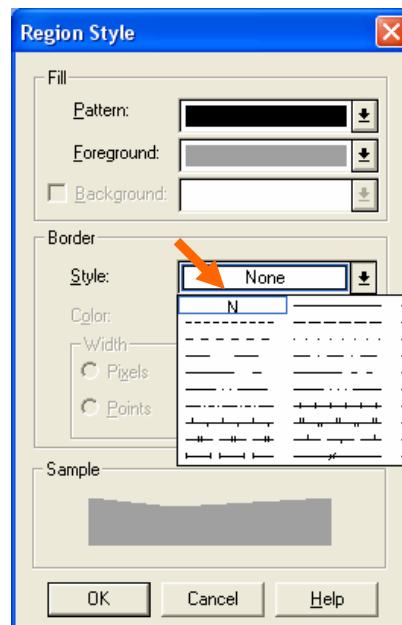 Region Style
Fill
Pattern:
Foreground:
Background:
Border
Style: None
N
Color:
Width
Pixels
Points
Sample
OK Cancel Help